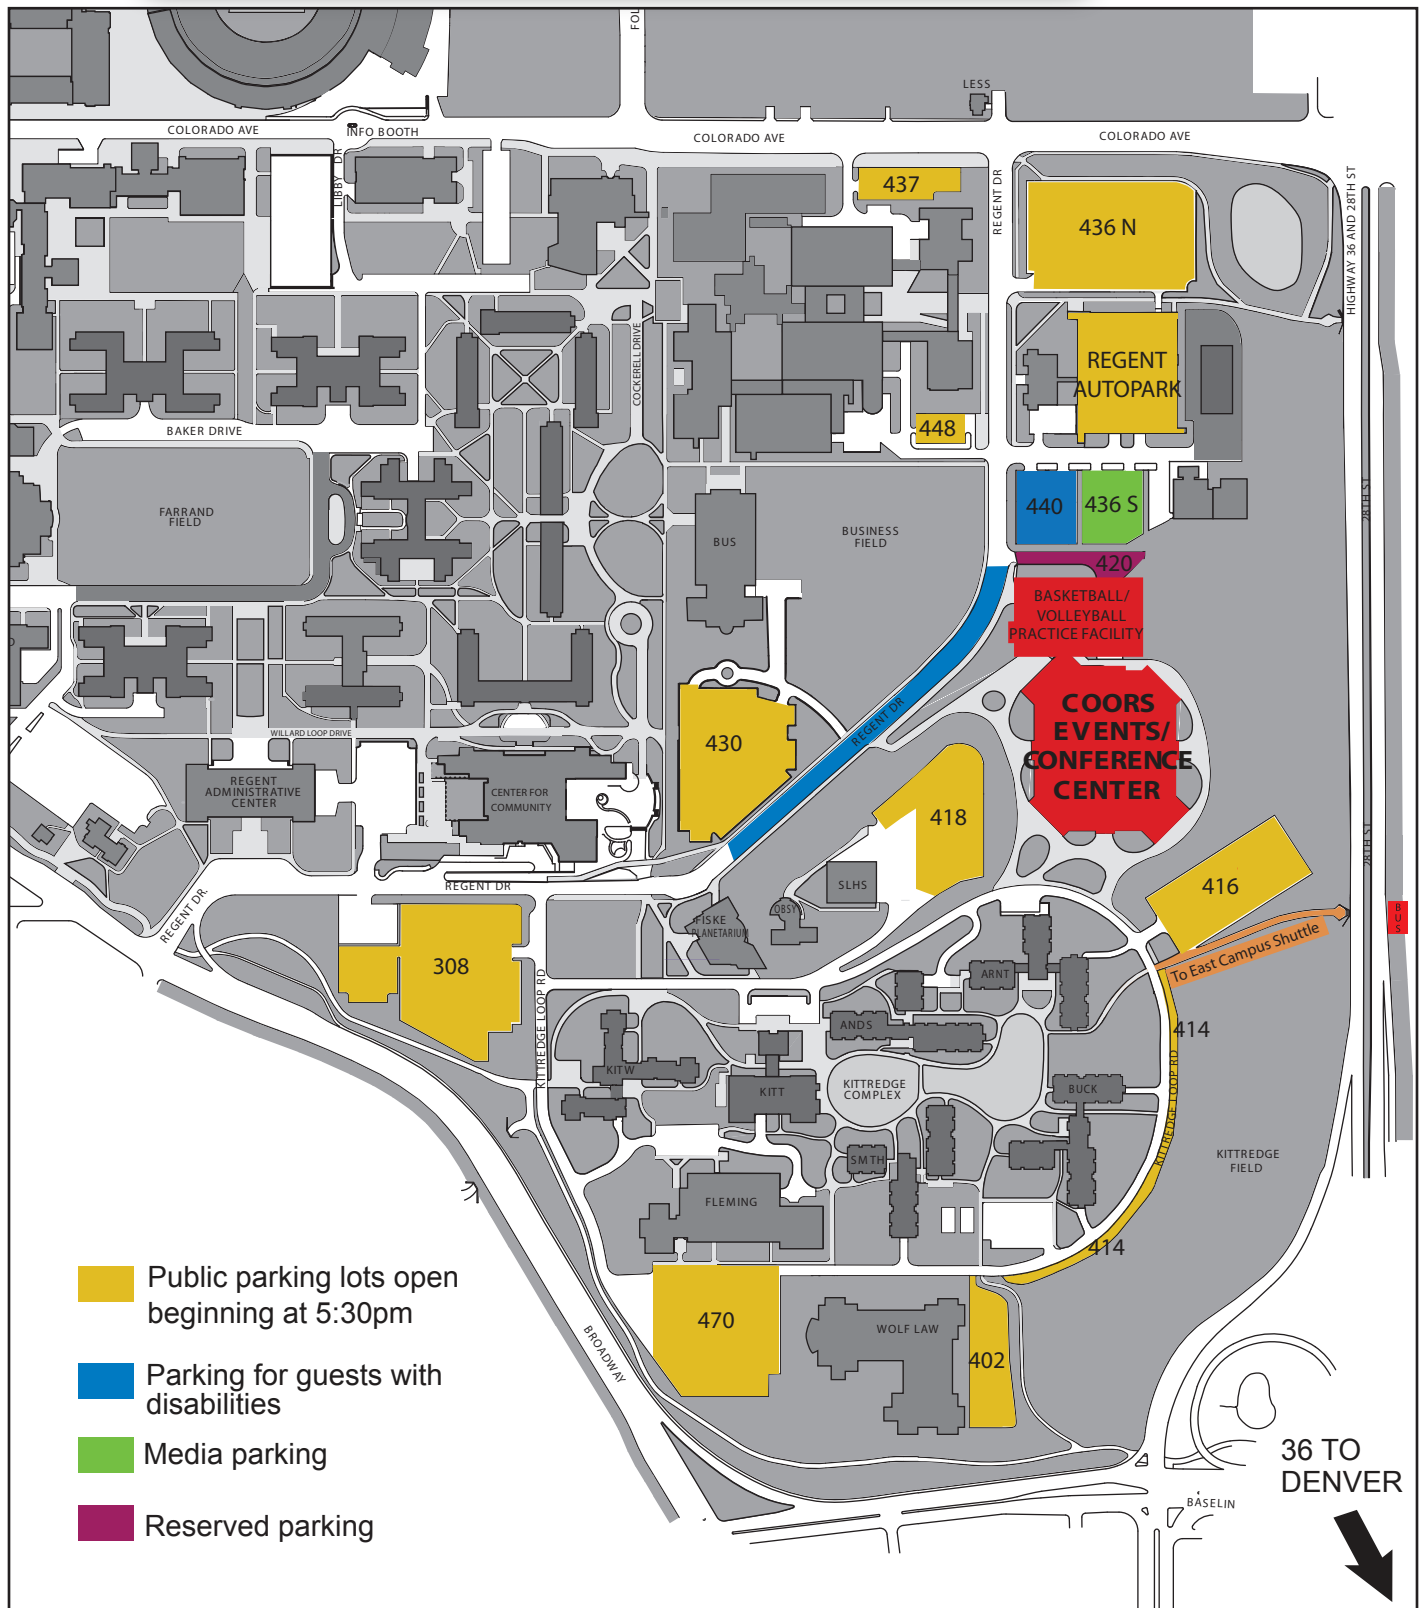 FOL
LESS
COLORADO AVE
INFO BOOTH
COLORADO AVE
COLORADO AVE
LIBBY DR
REGENT DR
HIGHWAY 36 AND 28TH ST
437
436 N
COCKERELL DRIVE
REGENT
AUTOPARK
BAKER DRIVE
448
FARRAND
FIELD
BUS
BUSINESS
FIELD
440
436 S
28TH ST
420
BASKETBALL/
VOLLEYBALL
PRACTICE FACILITY
COORS
EVENTS/
CONFERENCE
CENTER
REGENT DR
430
WILLARD LOOP DRIVE
REGENT
ADMINISTRATIVE
CENTER
CENTER FOR
COMMUNITY
418
28TH ST
SLHS
416
REGENT DR
REGENT DR.
FISKE
PLANETARIUM
OBSY
BUS
To East Campus Shuttle
308
ARNT
KITTREDGE LOOP RD
ANDS
414
KITW
KITT
KITTREDGE
COMPLEX
BUCK
KITTREDGE LOOP RD
SMTH
KITTREDGE
FIELD
FLEMING
414
Public parking lots open
beginning at 5:30pm
470
WOLF LAW
402
BROADWAY
Parking for guests with
disabilities
Media parking
36 TO
DENVER
BASELIN
Reserved parking